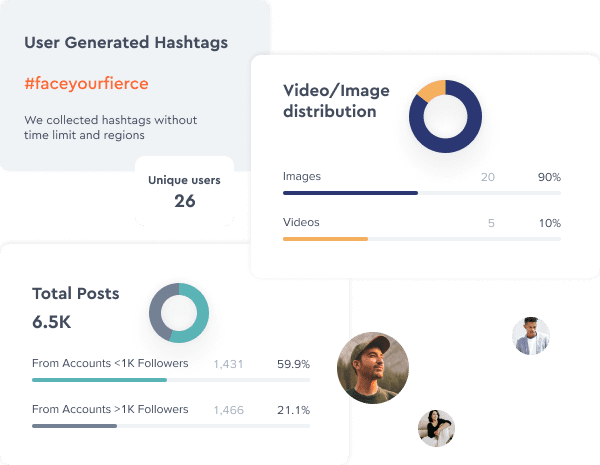 User Generated Hashtags
#faceyourfierce
We collected hashtags without
time limit and regions
Unique users
26
Video/Image
distribution
Images 20 90%
Videos 5 10%
Total Posts
6.5K
From Accounts <1K Followers 1,431 59.9%
From Accounts >1K Followers 1,466 21.1%